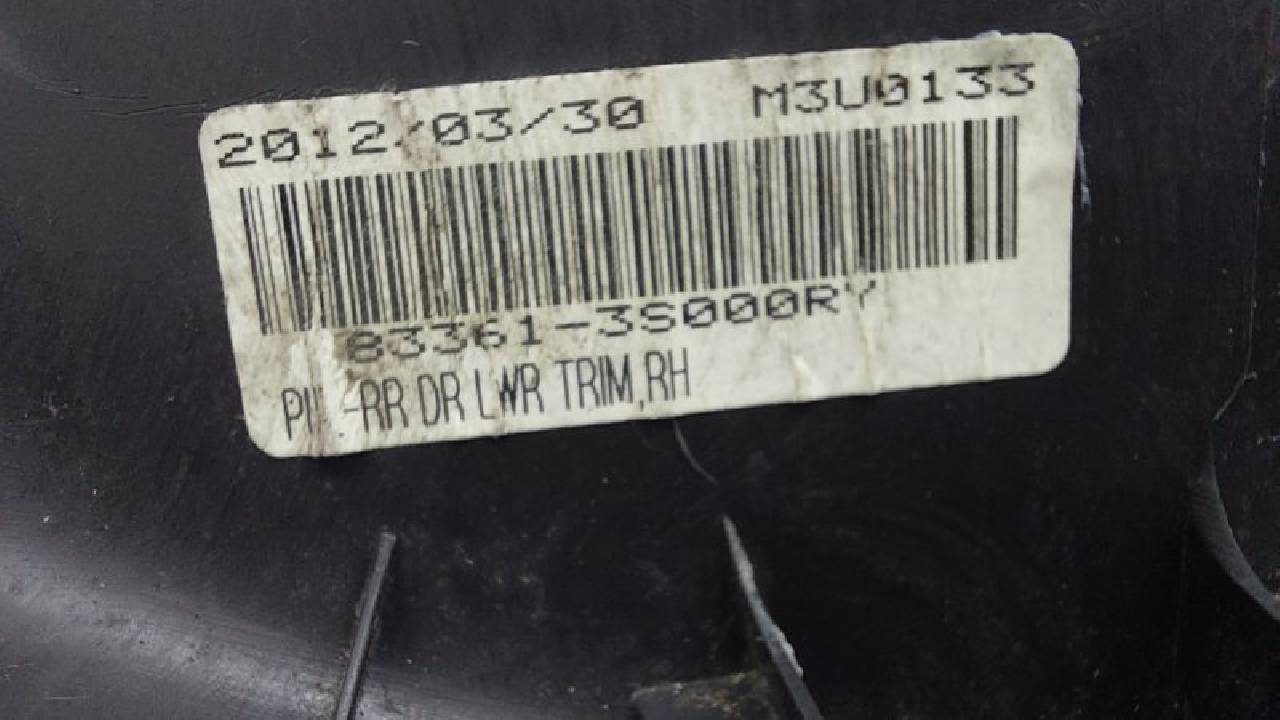 2012/03/30 M3U0133
83361-3S000RY
RR DR LWR TRIM,RH